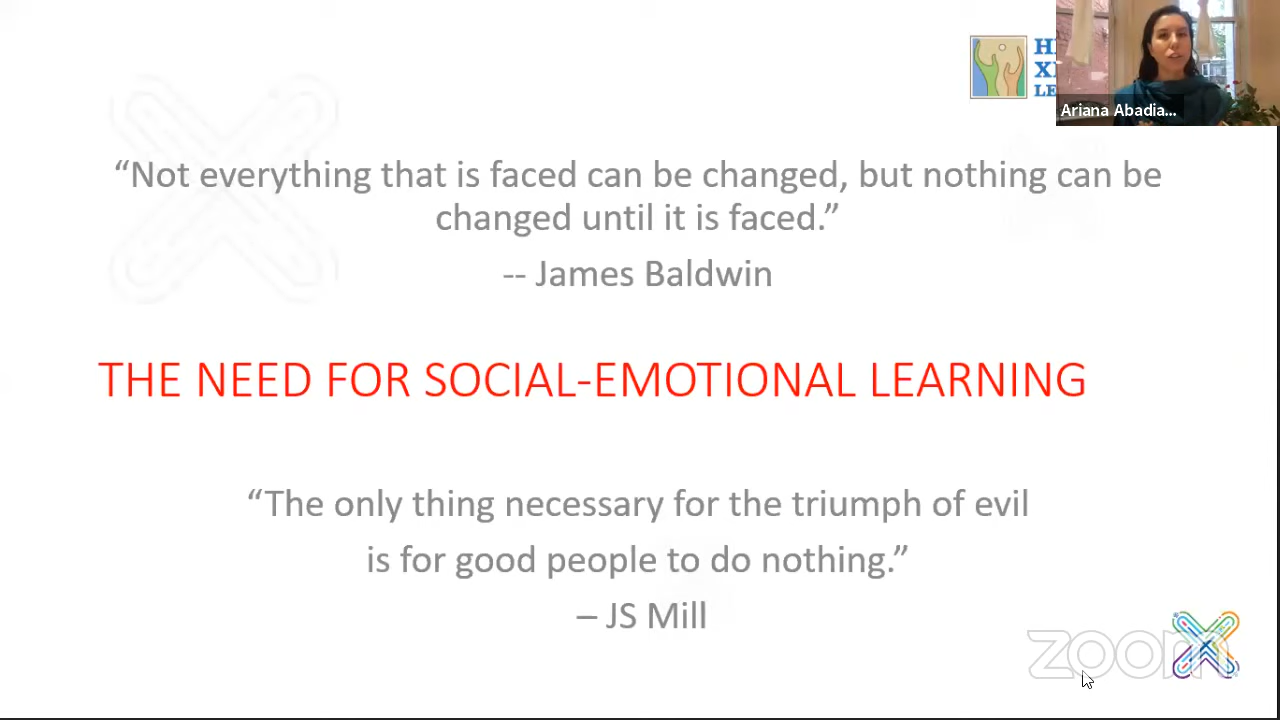 Ariana Abadia...
“Not everything that is faced can be changed, but nothing can be
changed until it is faced.”
-- James Baldwin
THE NEED FOR SOCIAL-EMOTIONAL LEARNING
“The only thing necessary for the triumph of evil
is for good people to do nothing.”
– JS Mill
zoom